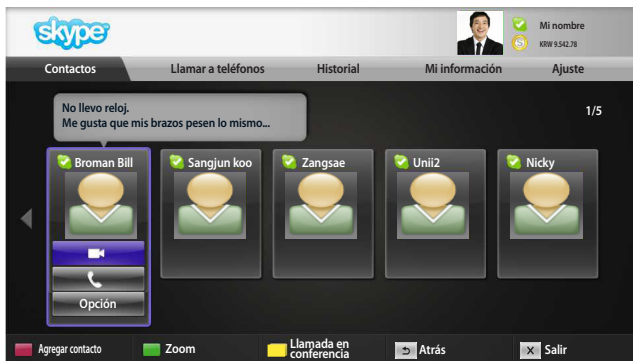 skype
Mi nombre
KRW 9.542.78
Contactos
Llamar a teléfonos
Historial
Mi información
Ajuste
No llevo reloj.
Me gusta que mis brazos pesen lo mismo...
1/5
Broman Bill
Sangjun koo
Zangsae
Unii2
Nicky
Opción
Agregar contacto
Zoom
Llamada en
conferencia
Atrás
X Salir